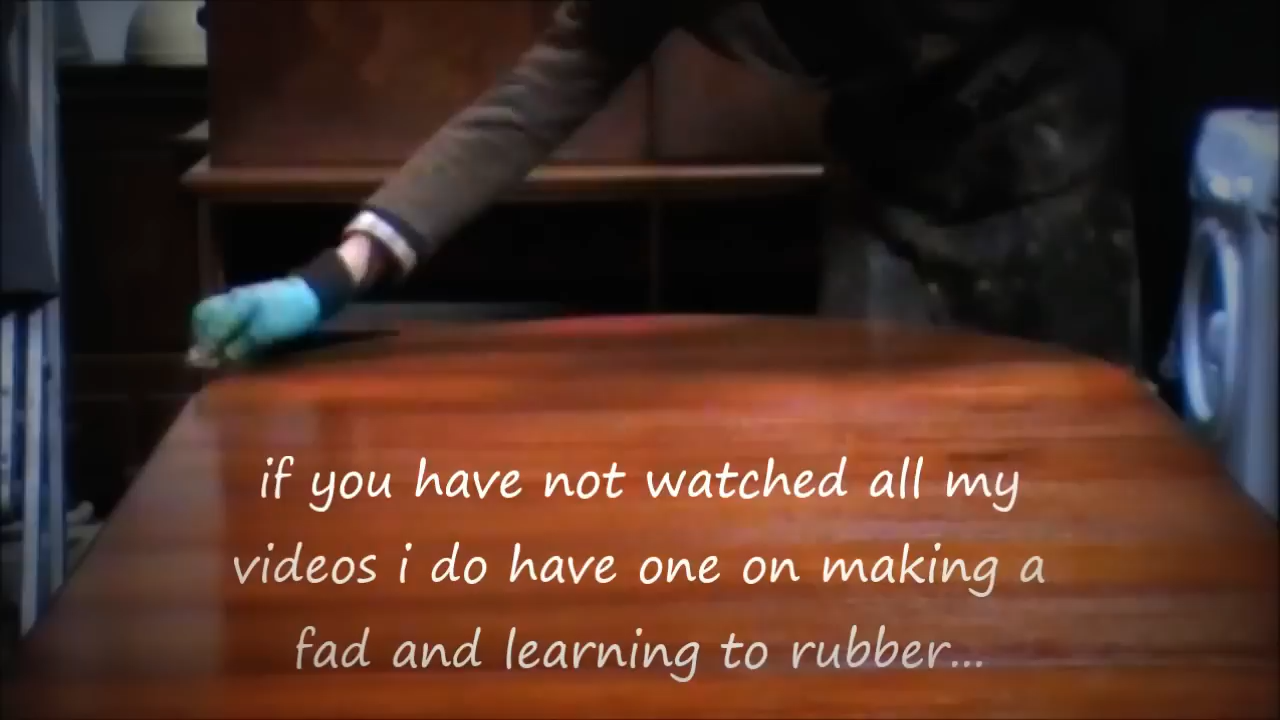 if you have not watched all my
videos i do have one on making a
fad and learning to rubber...